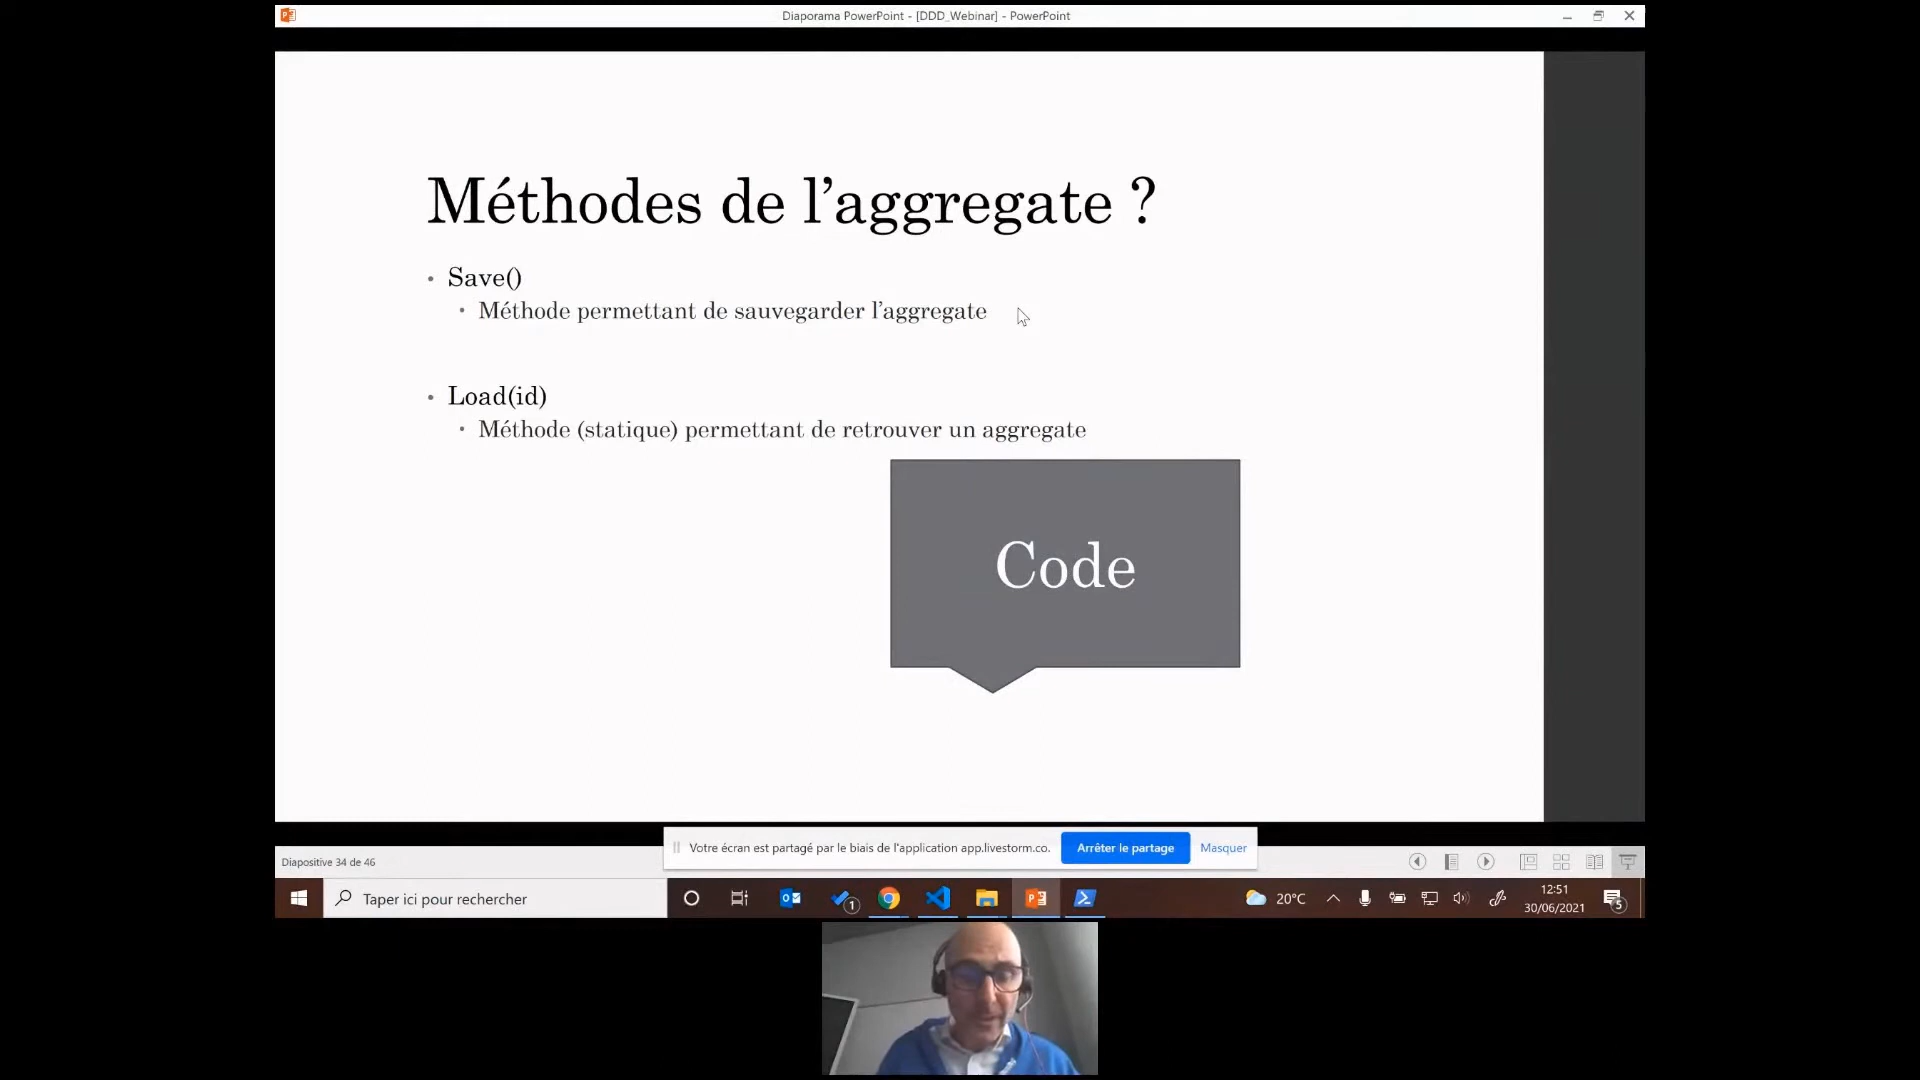 Diaporama PowerPoint - [DDD_Webinar] - PowerPoint
Méthodes de l’aggregate ?
• Save()
• Méthode permettant de sauvegarder l’aggregate
• Load(id)
• Méthode (statique) permettant de retrouver un aggregate
Code
Votre écran est partagé par le biais de l'application app.livestorm.co.
Arrêter le partage
Masquer
Diapositive 34 de 46
Taper ici pour rechercher
1
20°C
12:51
30/06/2021
5